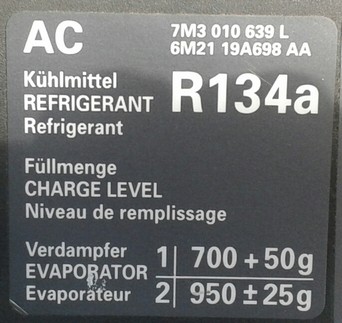 AC
7M3 010 639 L
6M21 19A698 AA
Kühlmittel
REFRIGERANT R134a
Refrigerant
Füllmenge
CHARGE LEVEL
Niveau de remplissage
Verdampfer 1 700 + 50g
EVAPORATOR
Evaporateur 2 950 ± 25g